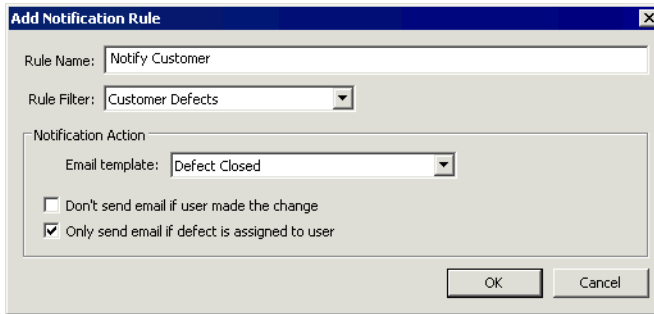 Add Notification Rule
Rule Name: Notify Customer
Rule Filter: Customer Defects
Notification Action
Email template: Defect Closed
Don't send email if user made the change
Only send email if defect is assigned to user
OK Cancel